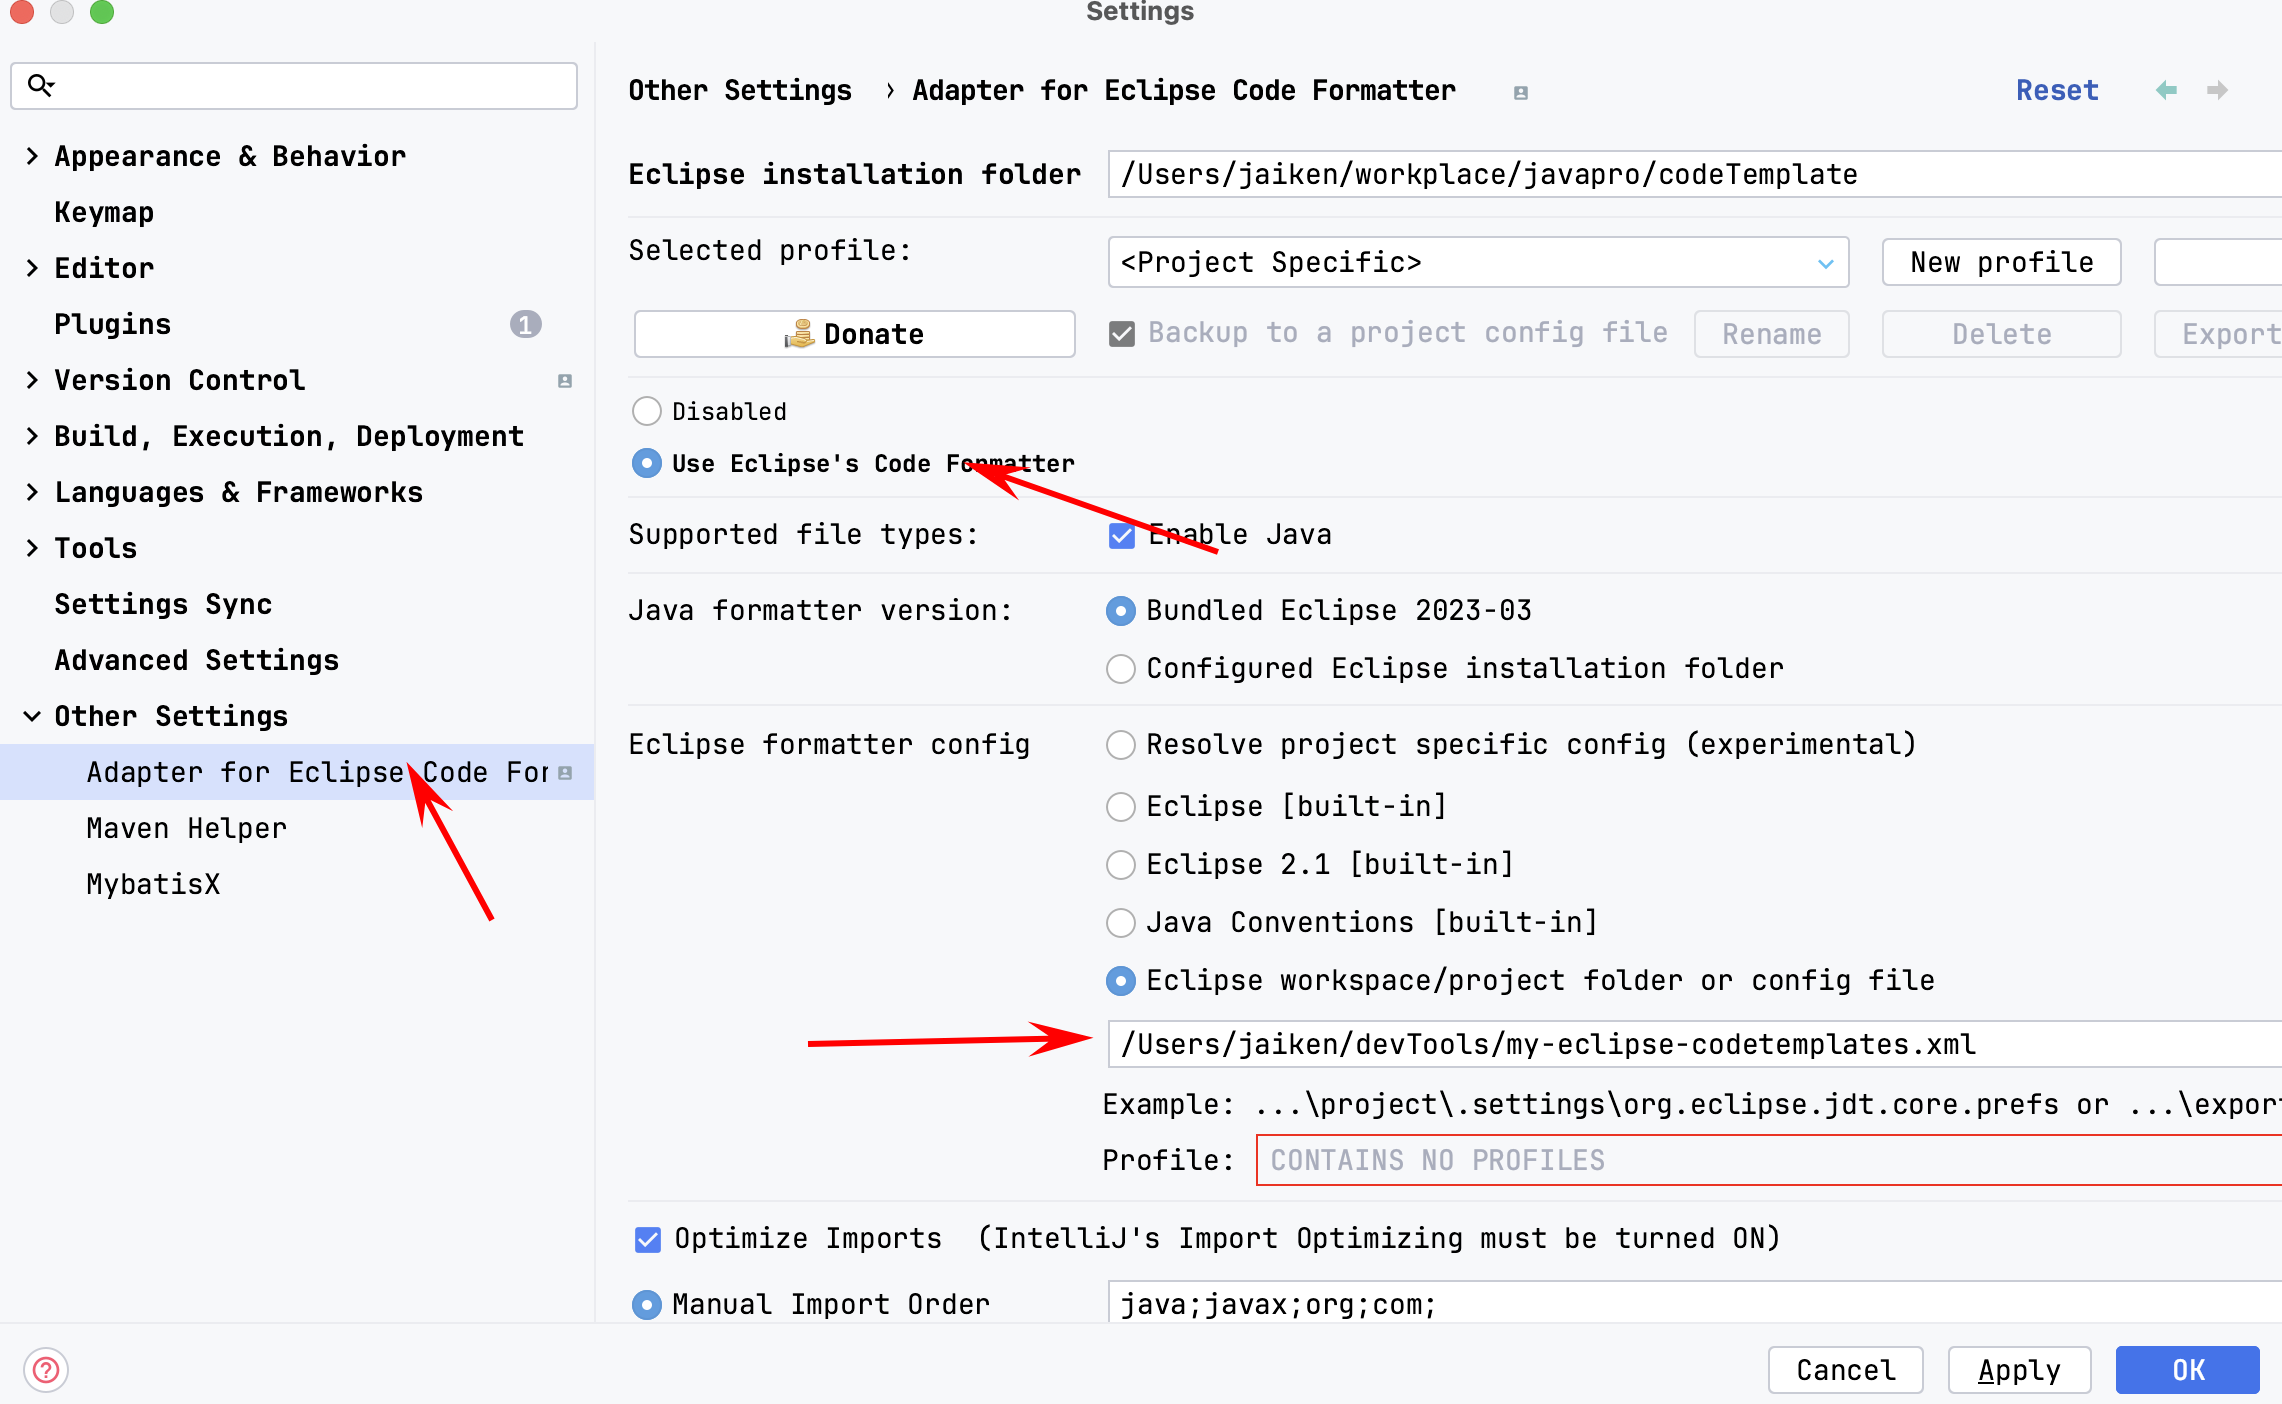 Settings
Appearance & Behavior
Keymap
Editor
Plugins 1
Version Control
Build, Execution, Deployment
Languages & Frameworks
Tools
Settings Sync
Advanced Settings
Other Settings
Adapter for Eclipse Code For
Maven Helper
MybatisX
Other Settings › Adapter for Eclipse Code Formatter Reset
Eclipse installation folder /Users/jaiken/workplace/javapro/codeTemplate
Selected profile: <Project Specific> New profile
Donate Backup to a project config file Rename Delete Export
Disabled
Use Eclipse's Code Formatter
Supported file types: Enable Java
Java formatter version: Bundled Eclipse 2023-03
Configured Eclipse installation folder
Eclipse formatter config Resolve project specific config (experimental)
Eclipse [built-in]
Eclipse 2.1 [built-in]
Java Conventions [built-in]
Eclipse workspace/project folder or config file
/Users/jaiken/devTools/my-eclipse-codetemplates.xml
Example: ...\project\.settings\org.eclipse.jdt.core.prefs or ...\export
Profile: CONTAINS NO PROFILES
Optimize Imports (IntelliJ's Import Optimizing must be turned ON)
Manual Import Order java;javax;org;com;
? Cancel Apply OK